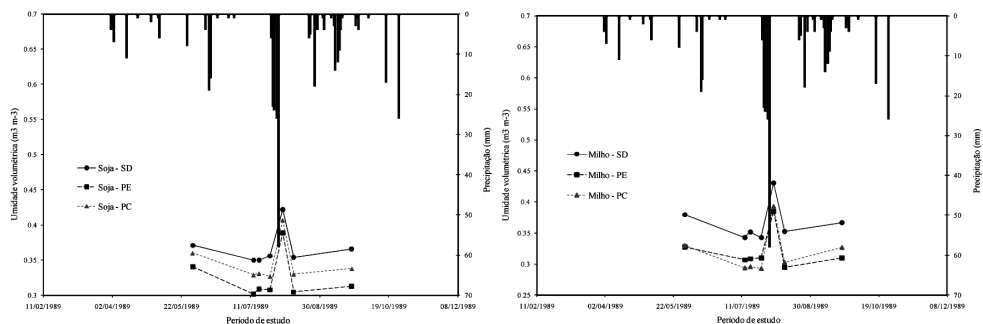 0.7
0.65
0.6
0.55
0.5
0.45
0.4
0.35
0.3
Umidade volumétrica (m3 m-3)
0
10
20
30
40
50
60
70
Precipitação (mm)
Soja - SD
Soja - PE
Soja - PC
11/02/1989 02/04/1989 22/05/1989 11/07/1989 30/08/1989 19/10/1989 08/12/1989
Período de estudo
0.7
0.65
0.6
0.55
0.5
0.45
0.4
0.35
0.3
0.25
Umidade volumétrica (m3 m-3)
0
10
20
30
40
50
60
70
Precipitação (mm)
Milho - SD
Milho - PE
Milho - PC
11/02/1989 02/04/1989 22/05/1989 11/07/1989 30/08/1989 19/10/1989 08/12/1989
Período de estudo